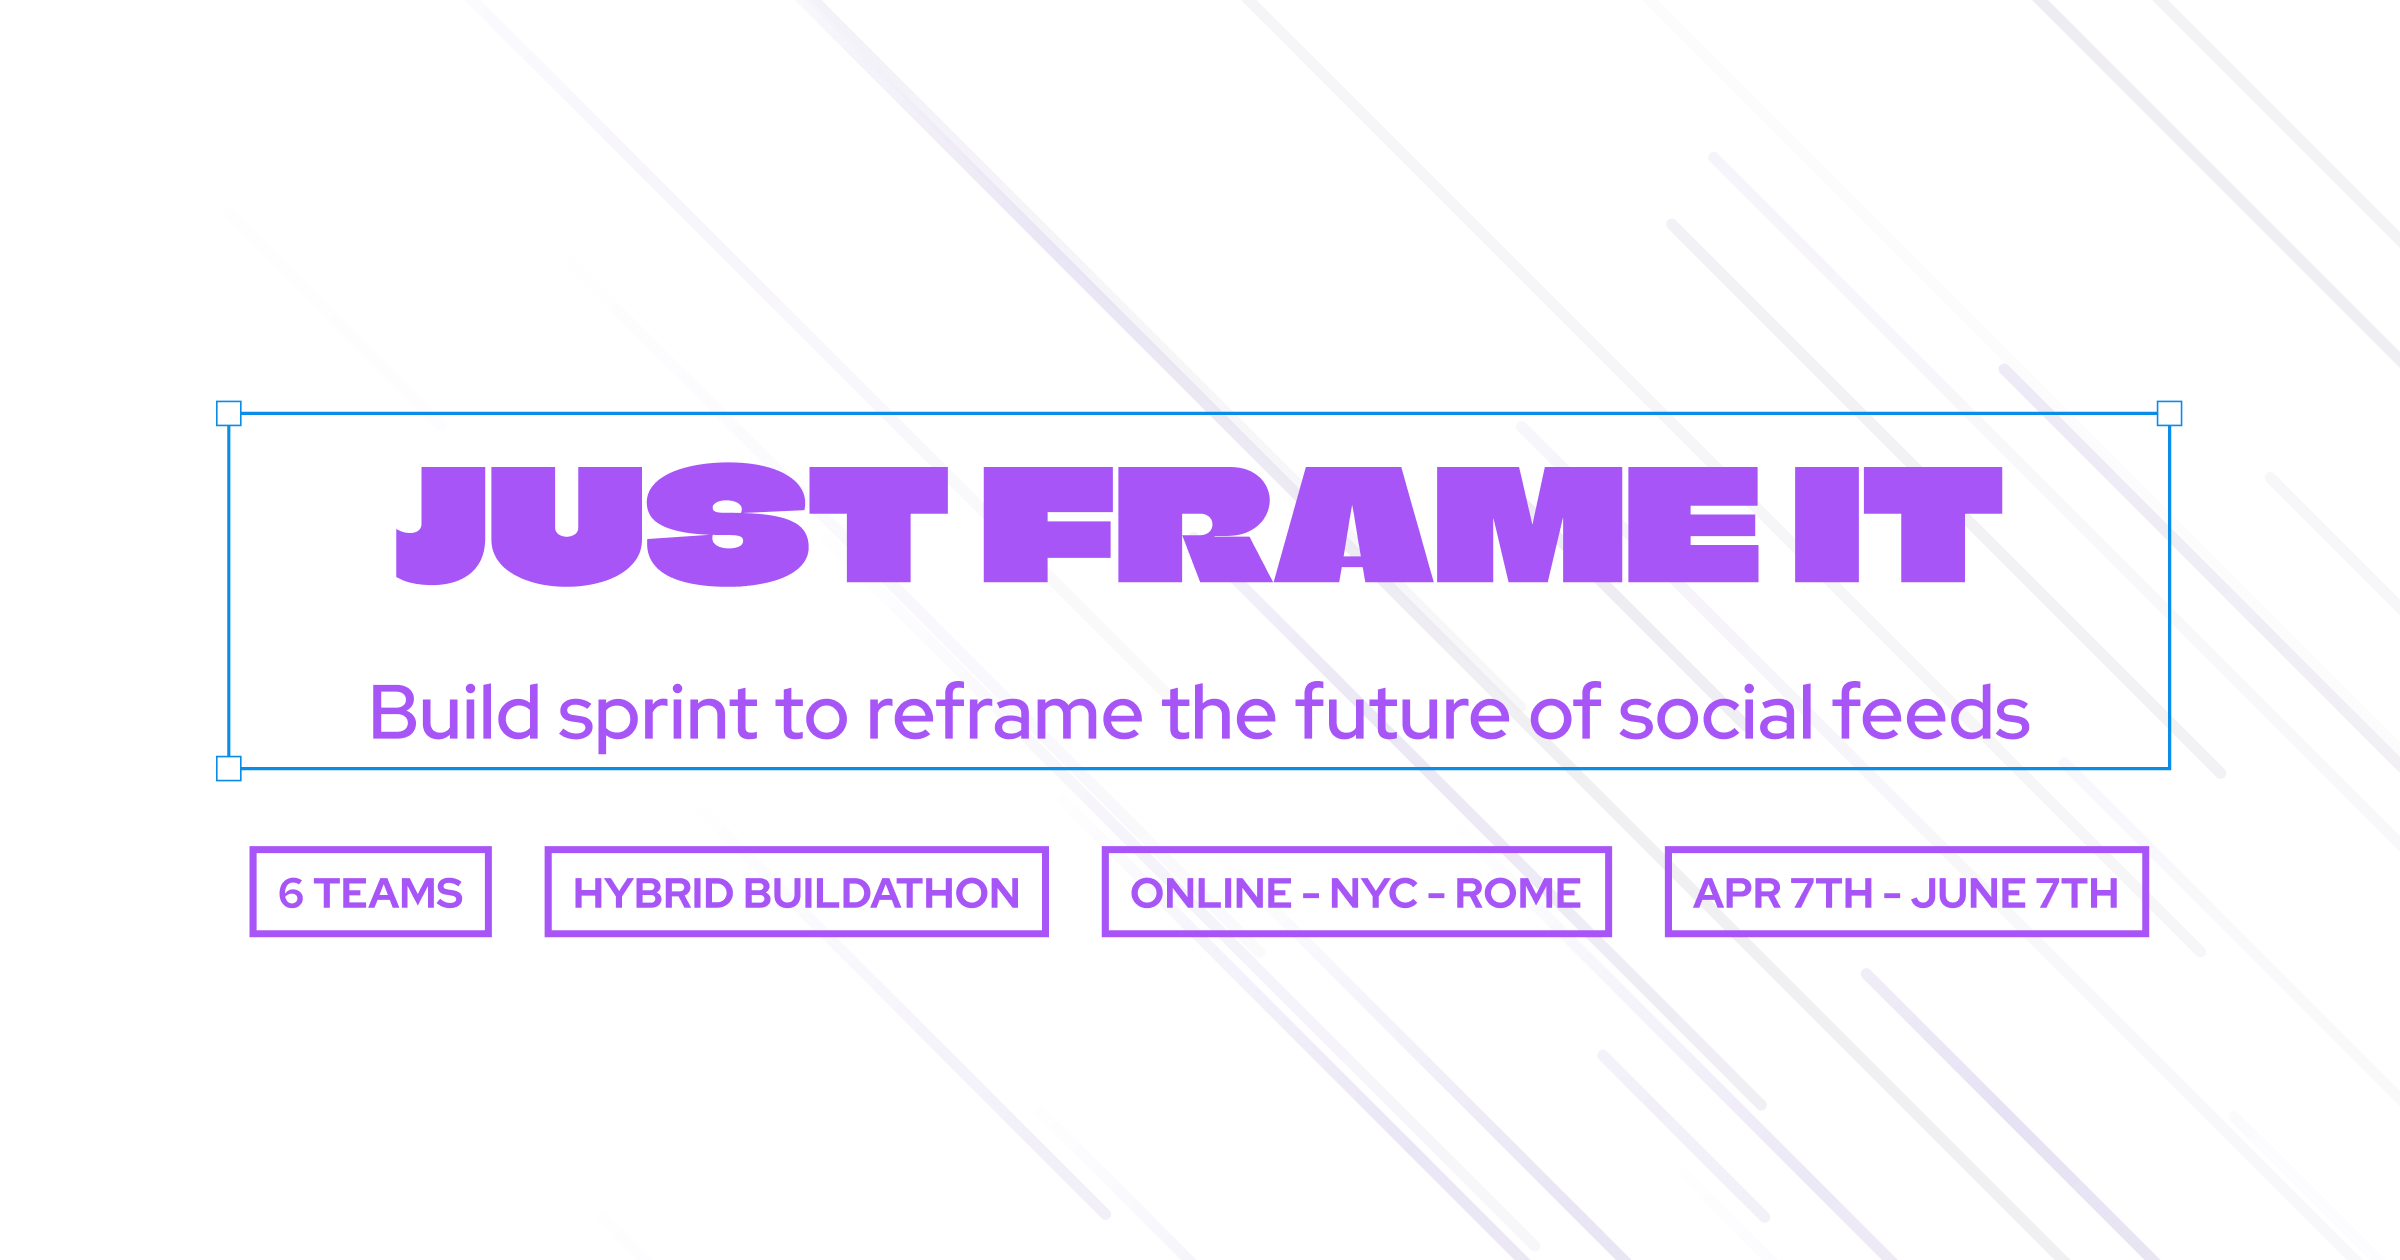 JUST FRAME IT
Build sprint to reframe the future of social feeds
6 TEAMS
HYBRID BUILDATHON
ONLINE - NYC - ROME
APR 7TH - JUNE 7TH